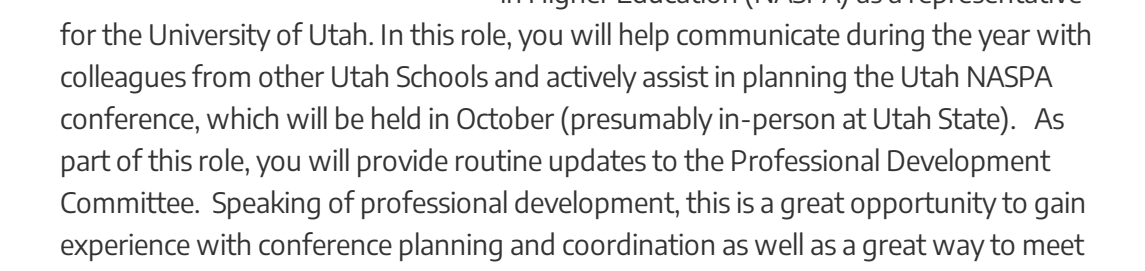 in Higher Education (NASPA) as a representative
for the University of Utah. In this role, you will help communicate during the year with
colleagues from other Utah Schools and actively assist in planning the Utah NASPA
conference, which will be held in October (presumably in-person at Utah State).   As
part of this role, you will provide routine updates to the Professional Development
Committee.  Speaking of professional development, this is a great opportunity to gain
experience with conference planning and coordination as well as a great way to meet